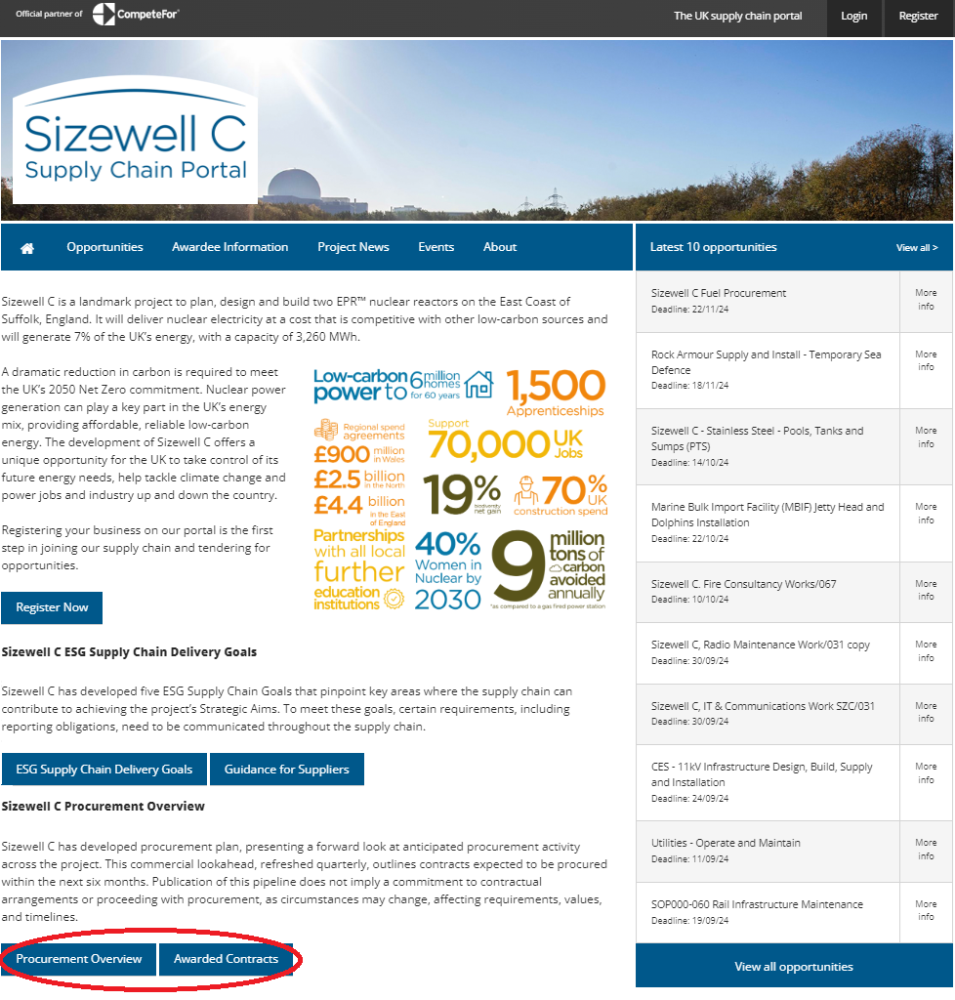 Official partner of CompeteFor
The UK supply chain portal
Login
Register
Sizewell C
Supply Chain Portal
Opportunities
Awardee Information
Project News
Events
About
Sizewell C is a landmark project to plan, design and build two EPR™ nuclear reactors on the East Coast of
Suffolk, England. It will deliver nuclear electricity at a cost that is competitive with other low-carbon sources and
will generate 7% of the UK's energy, with a capacity of 3,260 MWh.
A dramatic reduction in carbon is required to meet
the UK's 2050 Net Zero commitment. Nuclear power
generation can play a key part in the UK's energy
mix, providing affordable, reliable low-carbon
energy. The development of Sizewell C offers a
unique opportunity for the UK to take control of its
future energy needs, help tackle climate change and
power jobs and industry up and down the country.
Registering your business on our portal is the first
step in joining our supply chain and tendering for
opportunities.
Register Now
Low-carbon
power to
6 million
homes
for 60 years
1,500
Apprenticeships
Regional spend
agreements
£900 million
in Wales
£2.5 billion
in the North
£4.4 billion
in the East
of England
Support
70,000 UK
Jobs
19%
biodiversity
net gain
70%
UK
construction spend
Partnerships
with all local
further
education
institutions
40%
Women in
Nuclear by
2030
9 million
tons of
carbon
avoided
annually
*as compared to a gas fired power station
Sizewell C ESG Supply Chain Delivery Goals
Sizewell C has developed five ESG Supply Chain Goals that pinpoint key areas where the supply chain can
contribute to achieving the project's Strategic Aims. To meet these goals, certain requirements, including
reporting obligations, need to be communicated throughout the supply chain.
ESG Supply Chain Delivery Goals
Guidance for Suppliers
Sizewell C Procurement Overview
Sizewell C has developed procurement plan, presenting a forward look at anticipated procurement activity
across the project. This commercial lookahead, refreshed quarterly, outlines contracts expected to be procured
within the next six months. Publication of this pipeline does not imply a commitment to contractual
arrangements or proceeding with procurement, as circumstances may change, affecting requirements, values,
and timelines.
Procurement Overview
Awarded Contracts
Latest 10 opportunities
View all >
Sizewell C Fuel Procurement
Deadline: 22/11/24
More
info
Rock Armour Supply and Install - Temporary Sea
Defence
Deadline: 18/11/24
More
info
Sizewell C - Stainless Steel - Pools, Tanks and
Sumps (PTS)
Deadline: 14/10/24
More
info
Marine Bulk Import Facility (MBIF) Jetty Head and
Dolphins Installation
Deadline: 22/10/24
More
info
Sizewell C. Fire Consultancy Works/067
Deadline: 10/10/24
More
info
Sizewell C, Radio Maintenance Work/031 copy
Deadline: 30/09/24
More
info
Sizewell C, IT & Communications Work SZC/031
Deadline: 30/09/24
More
info
CES - 11kV Infrastructure Design, Build, Supply
and Installation
Deadline: 24/09/24
More
info
Utilities - Operate and Maintain
Deadline: 11/09/24
More
info
SOP000-060 Rail Infrastructure Maintenance
Deadline: 19/09/24
More
info
View all opportunities